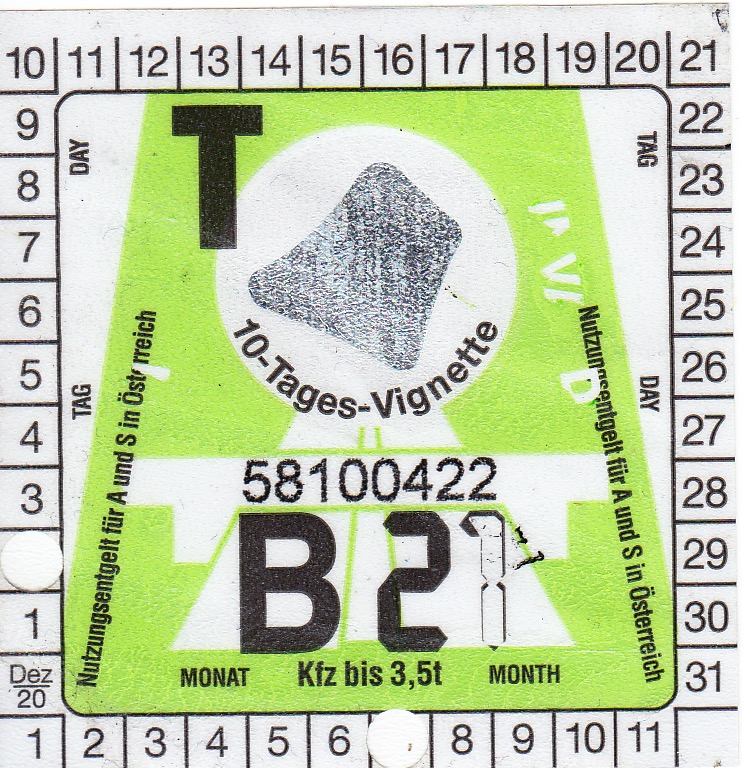 10 11 12 13 14 15 16 17 18 19 20 21
9
8
7
6
5
4
3
1
Dez
20
DAY
TAG
T
10-Tages-Vignette
Nutzungsentgelt für A und S in Österreich
58100422
B 2
MONAT
Kfz bis 3,5t
MONTH
TAG
DAY
Nutzungsentgelt für A und S in Österreich
22
23
24
25
26
27
28
29
30
31
1 2 3 4 5 6 8 9 10 11